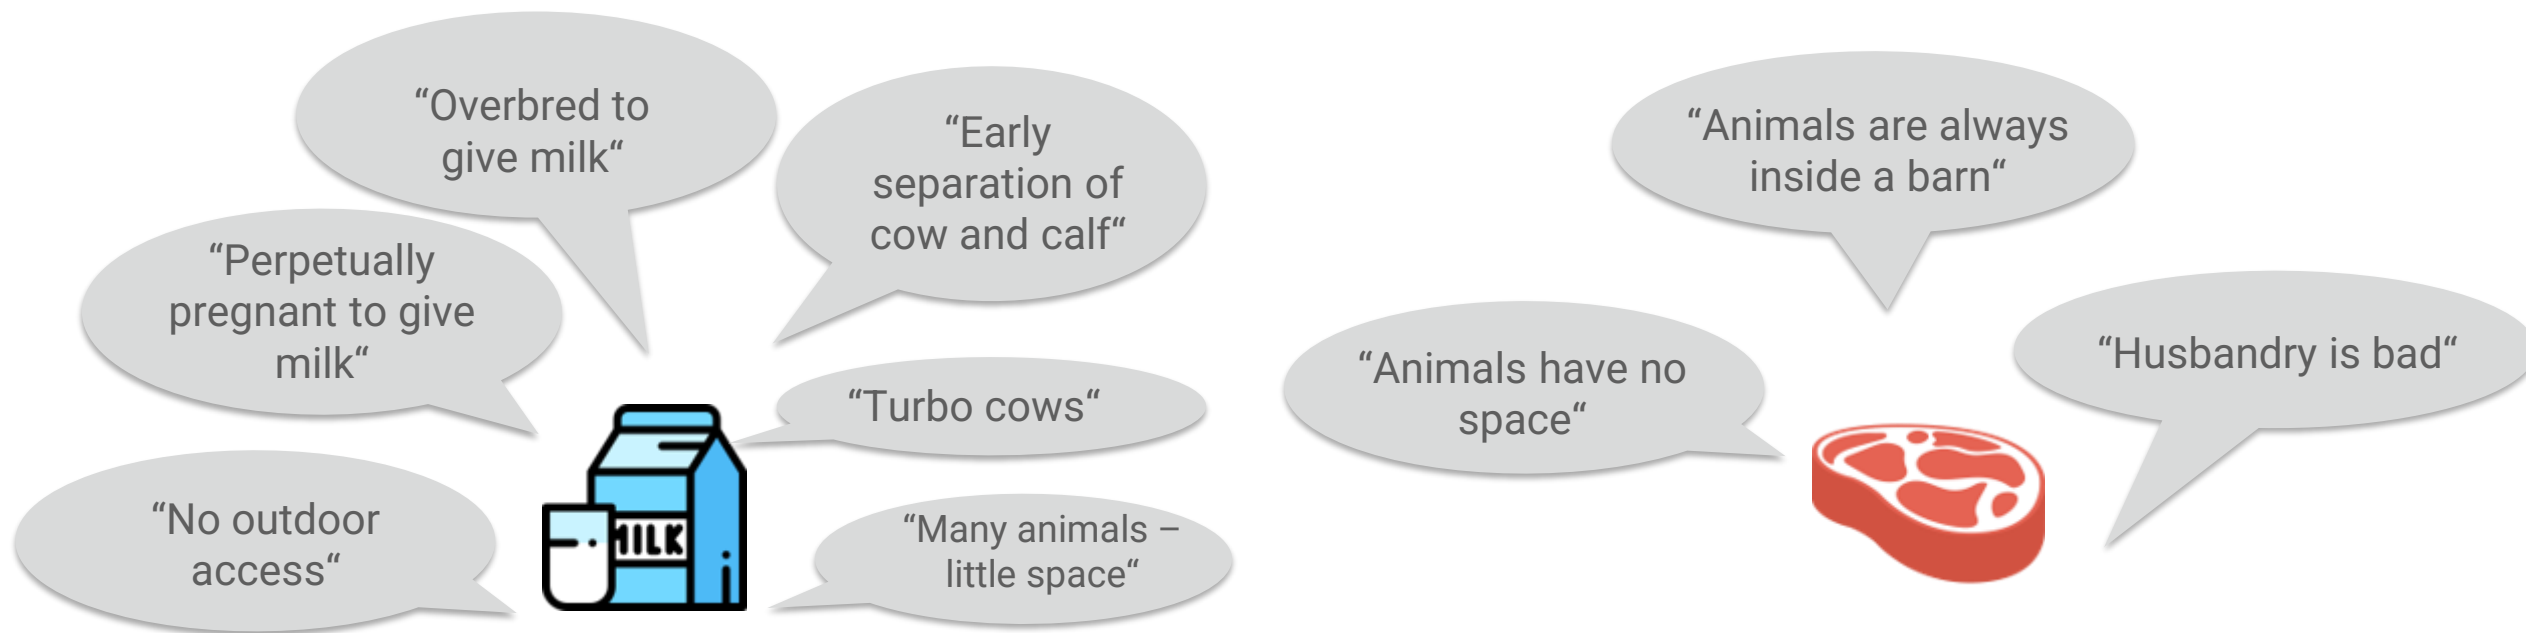 “Overbred to
give milk“
“Early
separation of
cow and calf“
“Perpetually
pregnant to give
milk“
“Turbo cows“
“No outdoor
access“
“Many animals –
little space“
MILK
“Animals are always
inside a barn“
“Animals have no
space“
“Husbandry is bad“